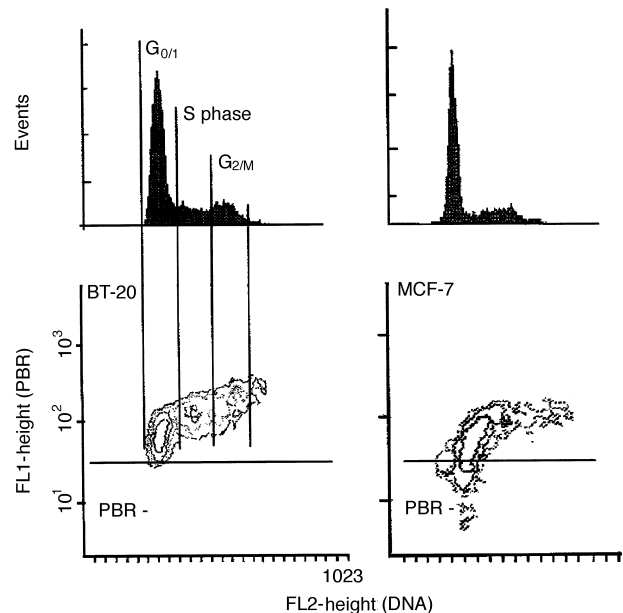 G0/1
S phase
G2/M
Events
BT-20
MCF-7
10³
10²
10¹
FL1-height (PBR)
PBR -
PBR -
1023
FL2-height (DNA)